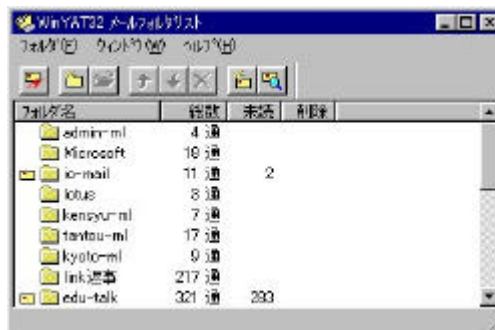 WinYAT32 メールフォルダリスト
フォルダ(F) ウィンドウ(W) ヘルプ(H)
フォルダ名 総数 未読 削除
admin-ml 4 通
Microsoft 18 通
io-mail 11 通 2
lotus 3 通
kensyu-ml 7 通
tantou-ml 17 通
kyoto-ml 9 通
link返事 217 通
edu-talk 321 通 293